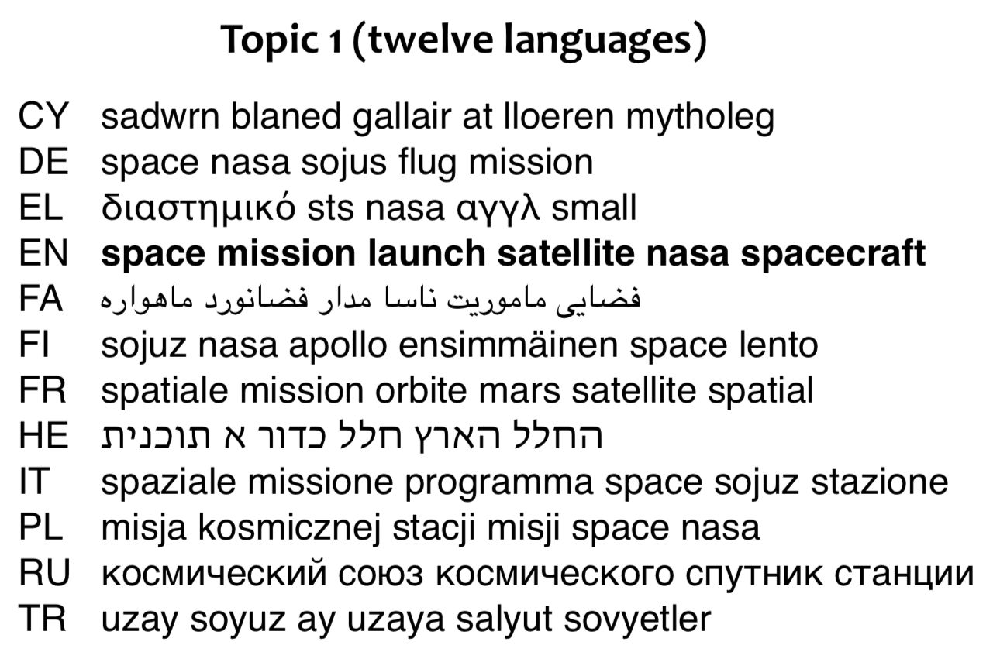 Topic 1 (twelve languages)
CY sadwrn blaned gallair at lloeren mytholeg
DE space nasa sojus flug mission
EL διαστημικό sts nasa αγγλ small
EN space mission launch satellite nasa spacecraft
FA فضایی ماموریت ناسا مدار فضانورد ماهواره
FI sojuz nasa apollo ensimmäinen space lento
FR spatiale mission orbite mars satellite spatial
HE החלל הארץ חלל כדור א תוכנית
IT spaziale missione programma space sojuz stazione
PL misja kosmicznej stacji misji space nasa
RU космический союз космического спутник станции
TR uzay soyuz ay uzaya salyut sovyetler